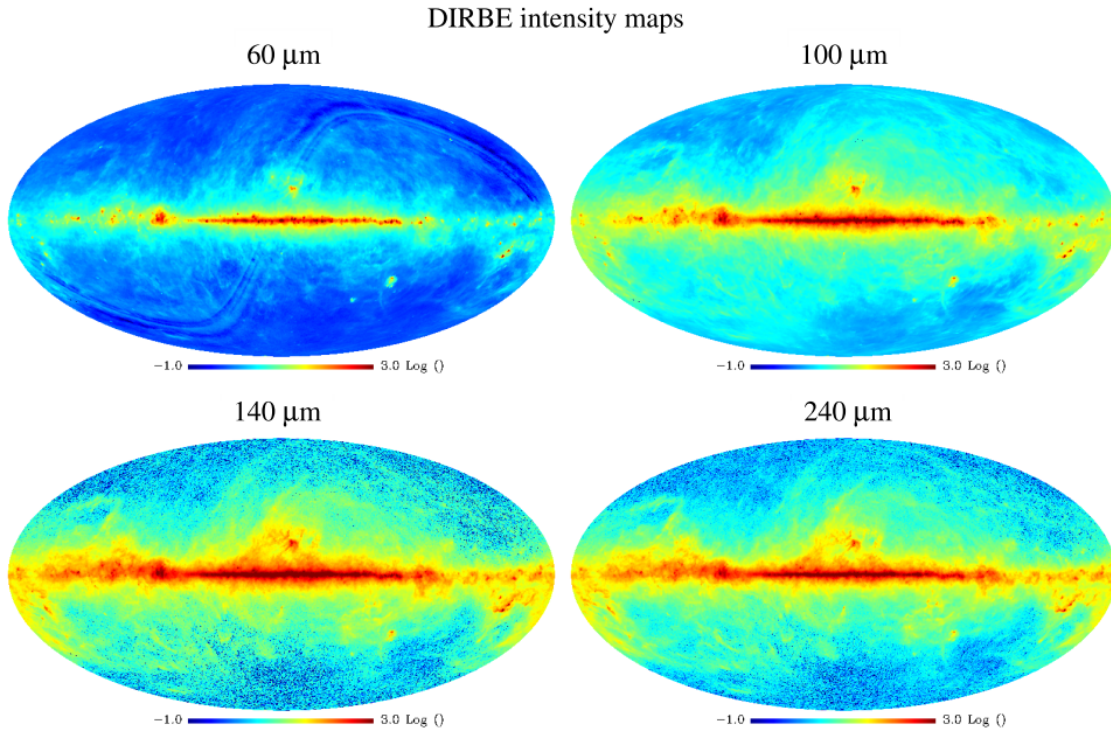 DIRBE intensity maps
60 μm
100 μm
−1.0 3.0 Log ()
−1.0 3.0 Log ()
140 μm
240 μm
−1.0 3.0 Log ()
−1.0 3.0 Log ()